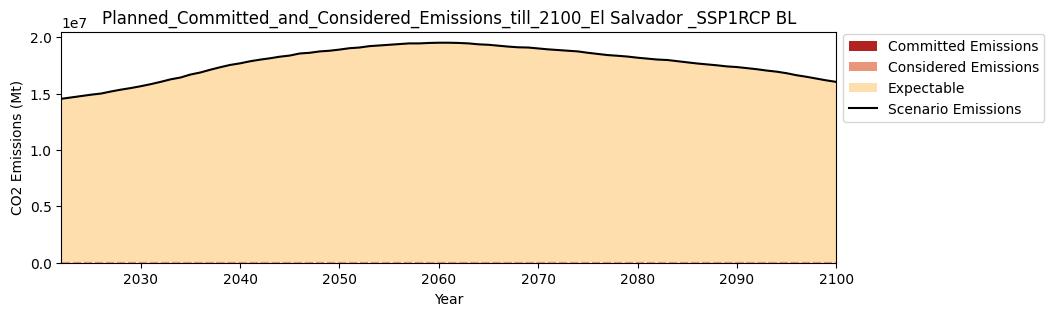 Planned_Committed_and_Considered_Emissions_till_2100_El Salvador _SSP1RCP BL
1e7
2.0
1.5
1.0
0.5
0.0
CO2 Emissions (Mt)
2030 2040 2050 2060 2070 2080 2090 2100
Year
Committed Emissions
Considered Emissions
Expectable
Scenario Emissions